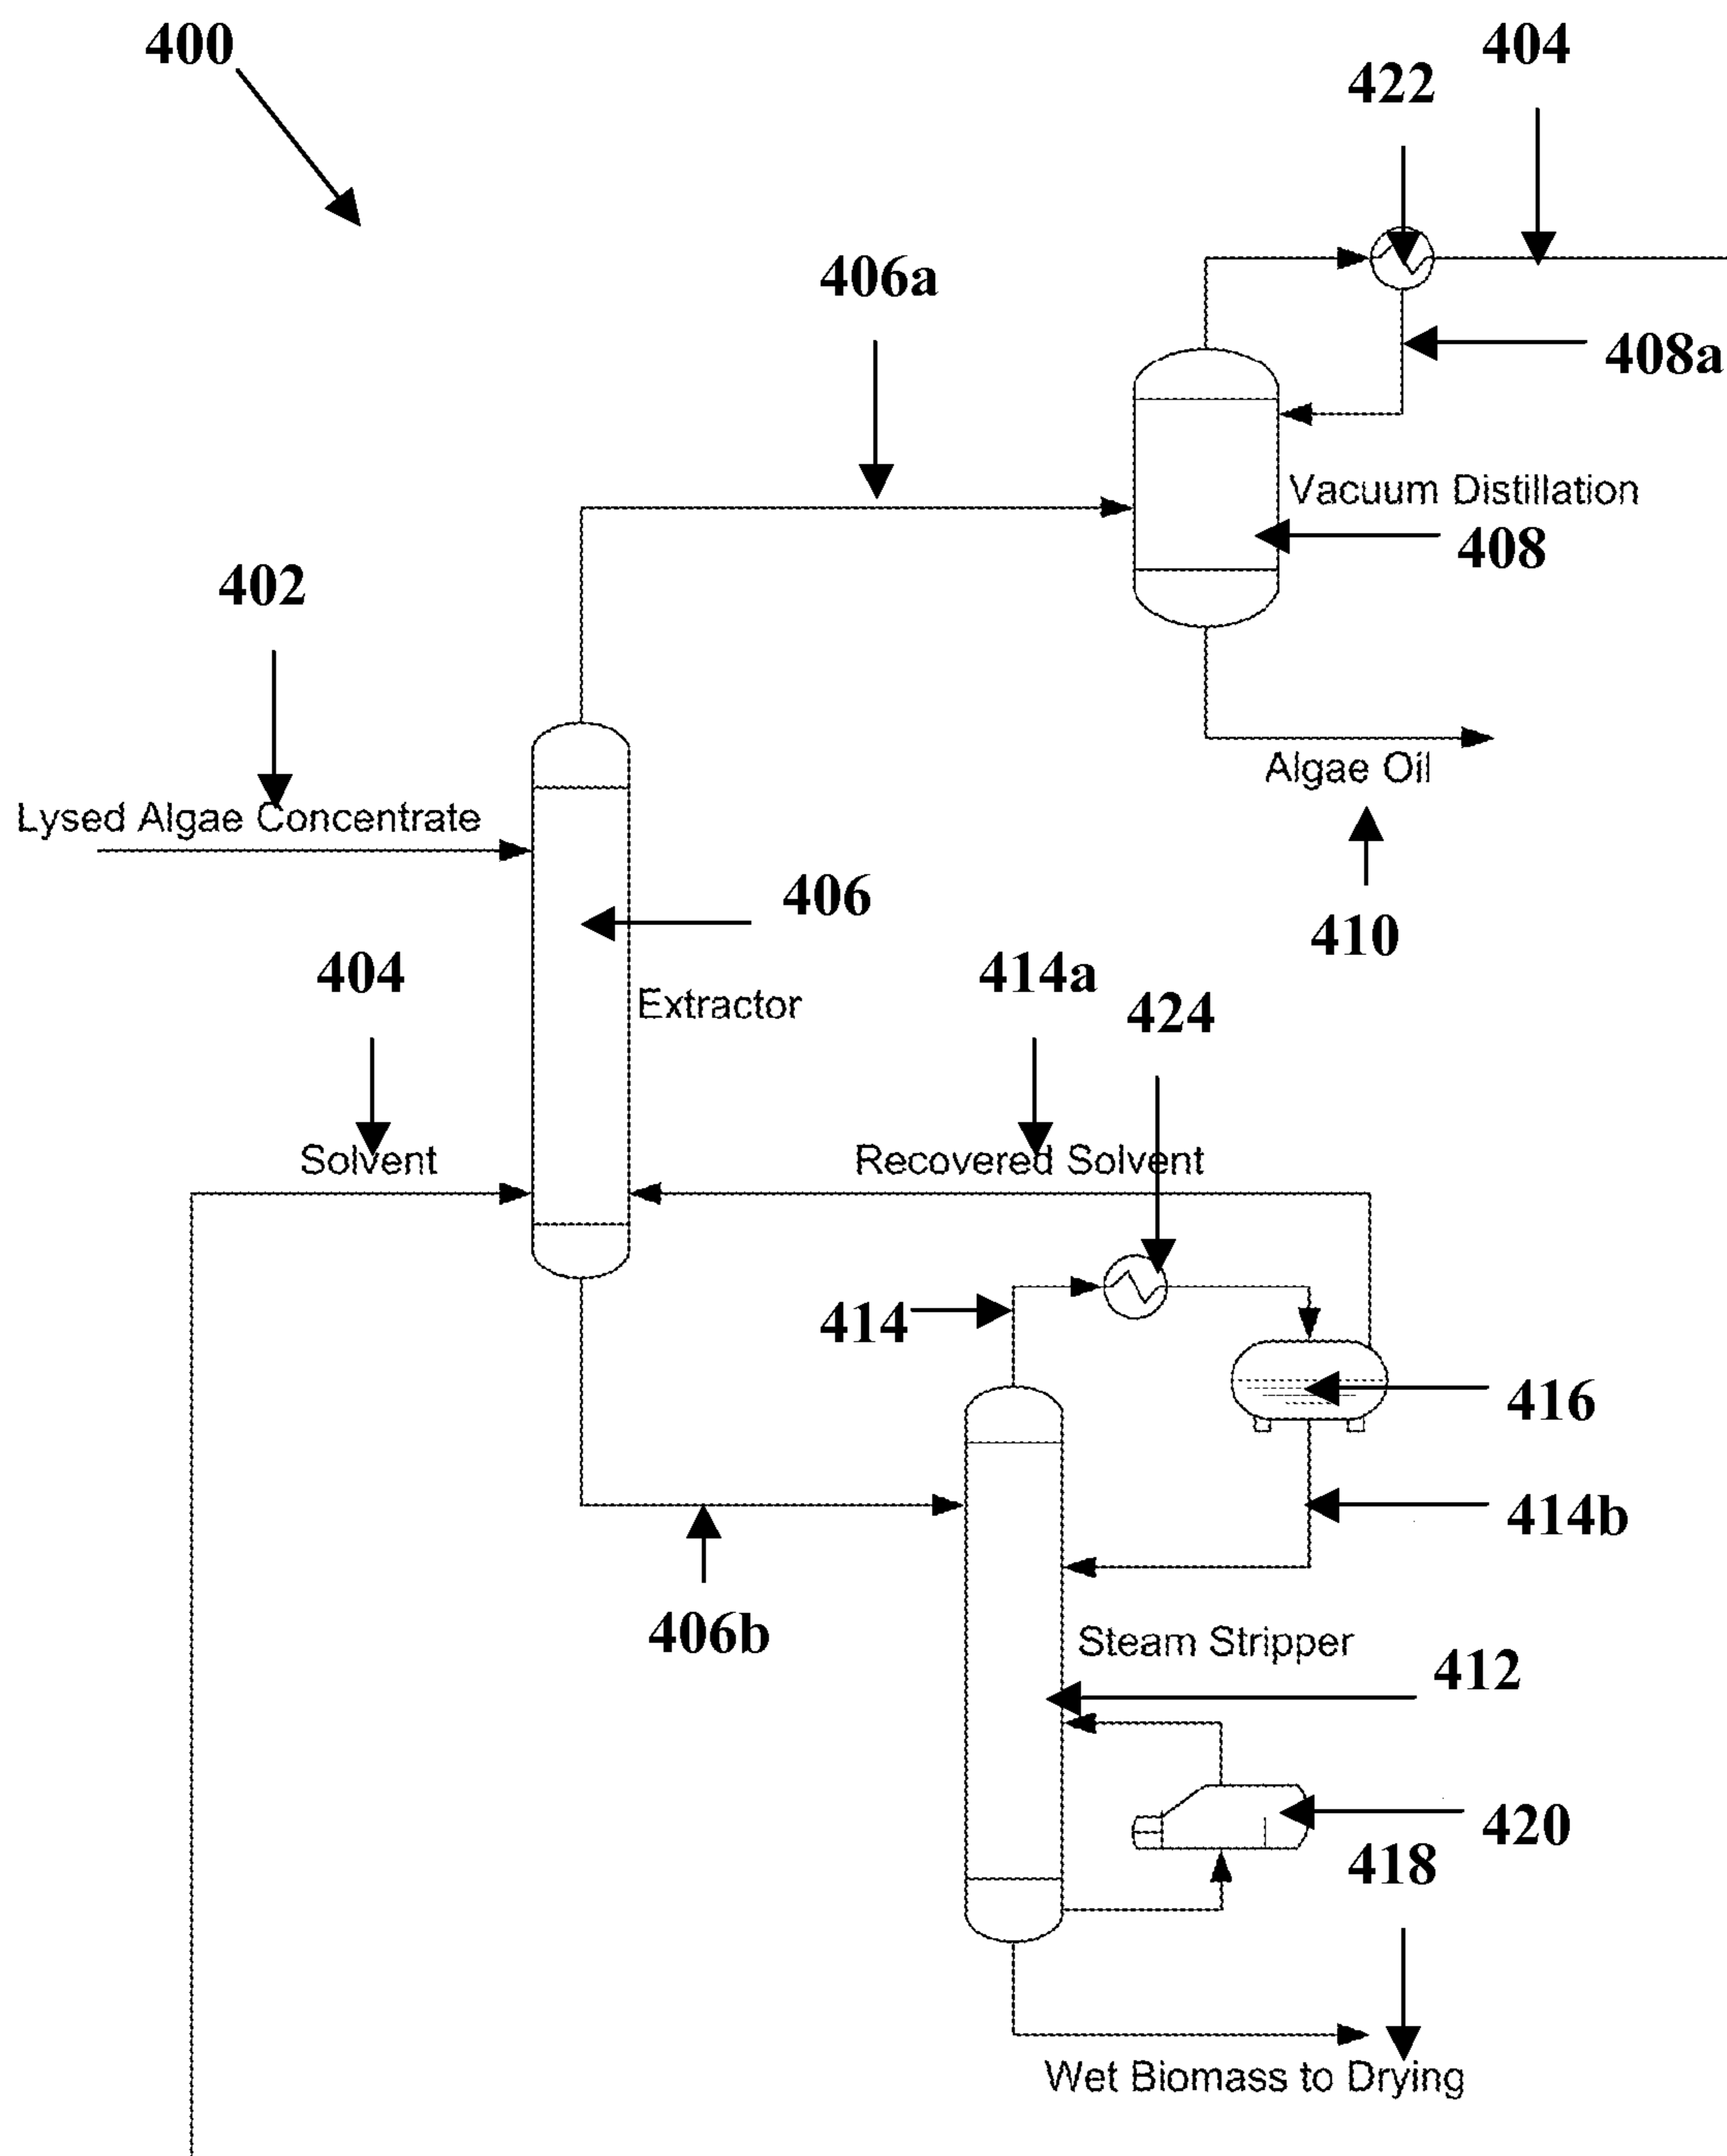 400
404
422
406a
408a
Vacuum Distillation
408
402
Algae Oil
Lysed Algae Concentrate
406
410
404
414a
Extractor
424
Solvent
Recovered Solvent
414
416
414b
406b
Steam Stripper
412
420
418
Wet Biomass to Drying